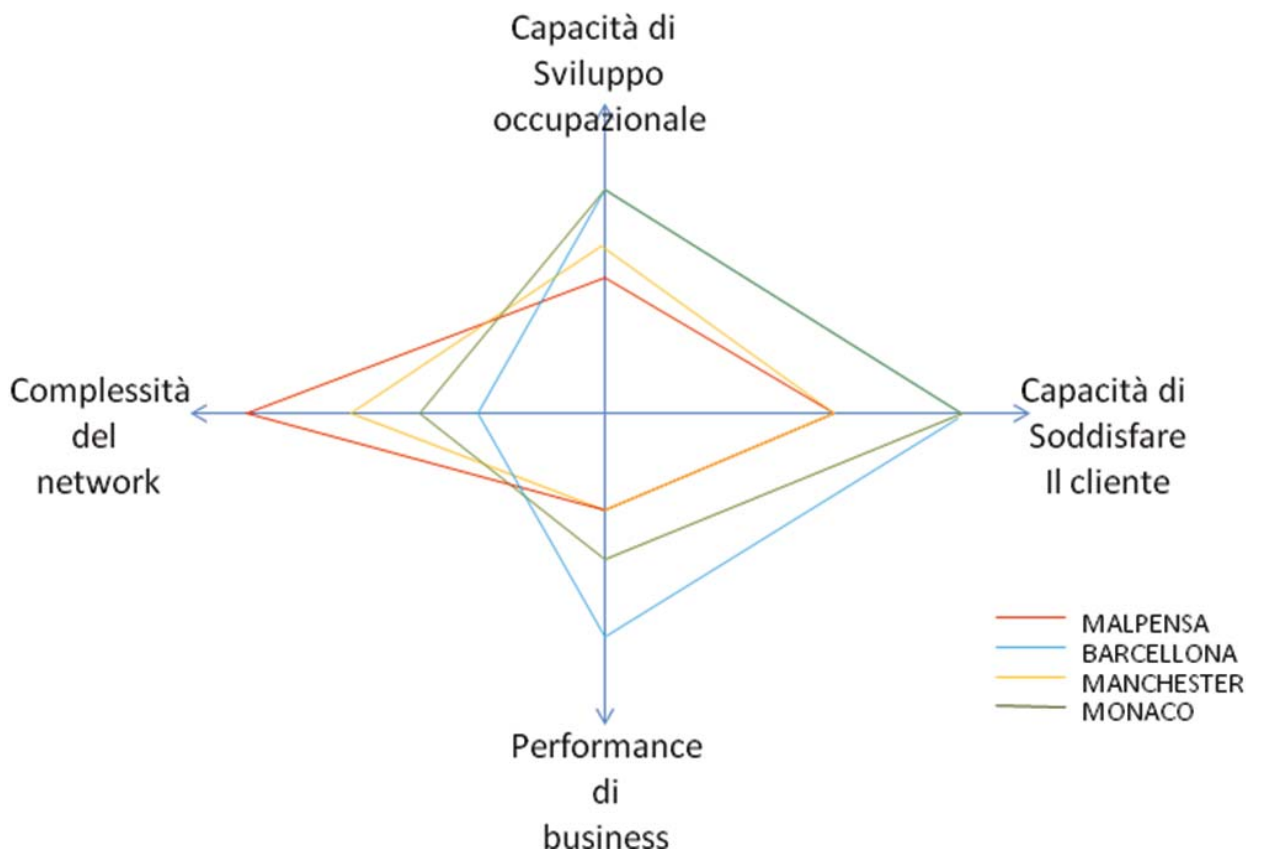 Capacità di
Sviluppo
occupazionale
Complessità
del
network
Capacità di
Soddisfare
Il cliente
MALPENSA
BARCELLONA
MANCHESTER
MONACO
Performance
di
business